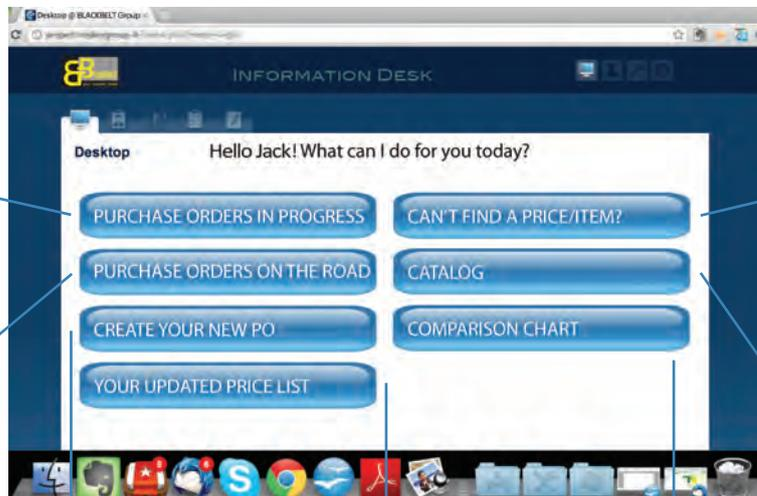 Desktop @ BLACKBELT Group
INFORMATION DESK
Desktop
Hello Jack! What can I do for you today?
PURCHASE ORDERS IN PROGRESS
CAN'T FIND A PRICE/ITEM?
PURCHASE ORDERS ON THE ROAD
CATALOG
CREATE YOUR NEW PO
COMPARISON CHART
YOUR UPDATED PRICE LIST